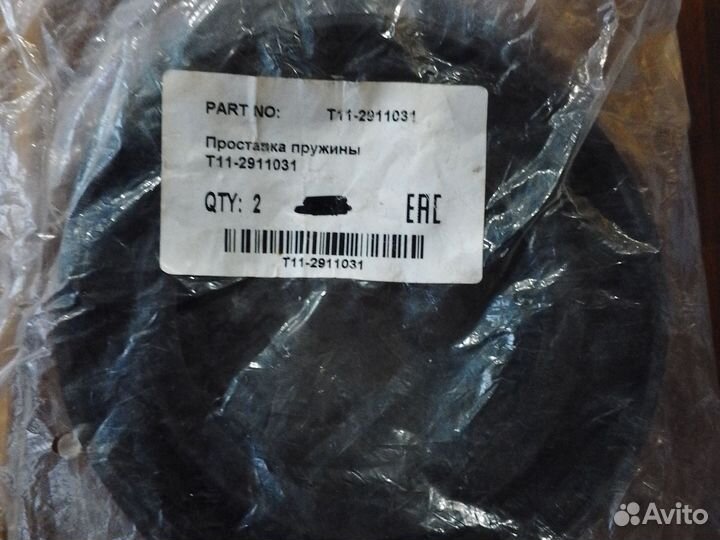 PART NO: T11-2911031
Проставка пружины
T11-2911031
QTY: 2 EAC
T11-2911031
Avito